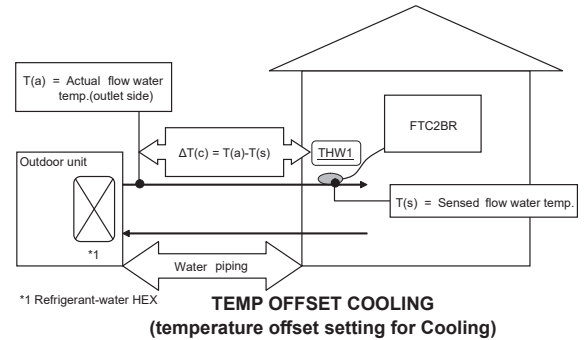 T(a) = Actual flow water
temp.(outlet side)
FTC2BR
ΔT(c) = T(a)-T(s)
THW1
Outdoor unit
T(s) = Sensed flow water temp.
*1
Water piping
*1 Refrigerant-water HEX
TEMP OFFSET COOLING
(temperature offset setting for Cooling)